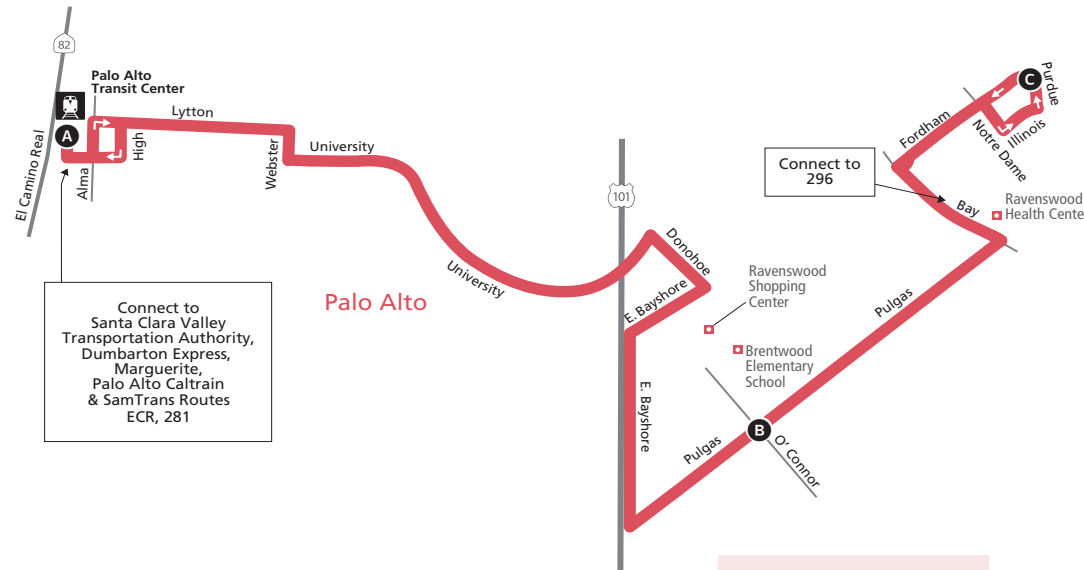 82
Palo Alto
Transit Center
A
Lytton
High
Alma
El Camino Real
Webster
University
University
Palo Alto
Connect to
Santa Clara Valley
Transportation Authority,
Dumbarton Express,
Marguerite,
Palo Alto Caltrain
& SamTrans Routes
ECR, 281
101
Donohoe
E. Bayshore
E. Bayshore
Ravenswood
Shopping
Center
Brentwood
Elementary
School
Pulgas
B
O' Connor
Pulgas
Connect to
296
Bay
Ravenswood
Health Cente
Fordham
Notre Dame
Illinois
Purdue
C